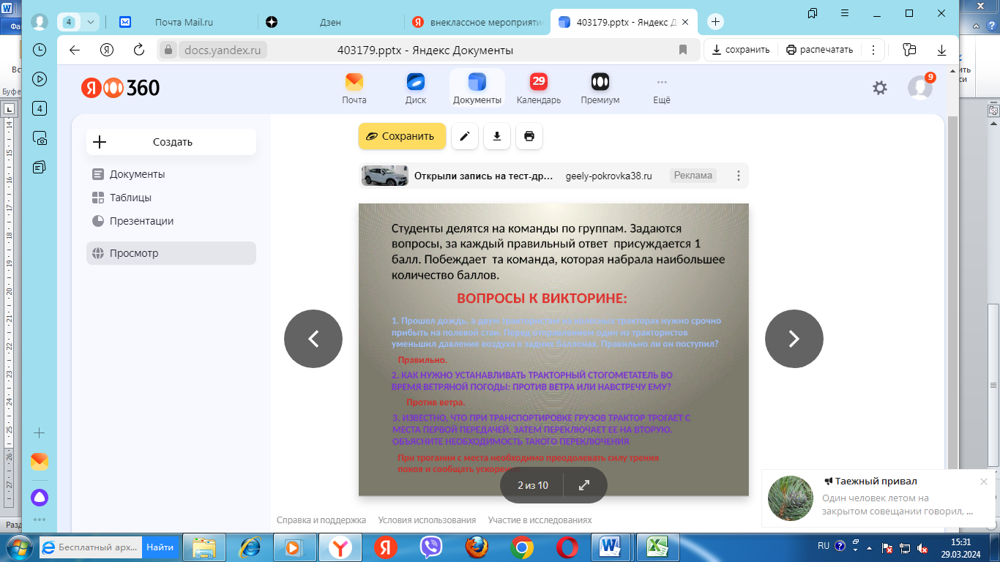 Фа
Вс
Буфе
Разд
4
Почта Mail.ru
Дзен
внеклассное мероприяти
403179.pptx - Яндекс Д
docs.yandex.ru
403179.pptx - Яндекс Документы
сохранить
распечатать
4
Я 360
Почта
Диск
Документы
29
Календарь
Премиум
Ещё
9
Создать
Документы
Таблицы
Презентации
Просмотр
Сохранить
Открыли запись на тест-др...
geely-pokrovka38.ru
Реклама
Студенты делятся на команды по группам. Задаются
вопросы, за каждый правильный ответ присуждается 1
балл. Побеждает та команда, которая набрала наибольшее
количество баллов.
ВОПРОСЫ К ВИКТОРИНЕ:
1. Прошел дождь, а двум трактористам на колесных тракторах нужно срочно
прибыть на полевой стан. Перед отправлением один из трактористов
уменьшил давление воздуха в задних баллонах. Правильно ли он поступил?
Правильно.
2. КАК НУЖНО УСТАНАВЛИВАТЬ ТРАКТОРНЫЙ СТОГОМЕТАТЕЛЬ ВО
ВРЕМЯ ВЕТРЯНОЙ ПОГОДЫ: ПРОТИВ ВЕТРА ИЛИ НАВСТРЕЧУ ЕМУ?
Против ветра.
3. ИЗВЕСТНО, ЧТО ПРИ ТРАНСПОРТИРОВКЕ ГРУЗОВ ТРАКТОР ТРОГАЕТ С
МЕСТА ПЕРВОЙ ПЕРЕДАЧЕЙ, ЗАТЕМ ПЕРЕКЛЮЧАЕТ ЕЕ НА ВТОРУЮ.
ОБЪЯСНИТЕ НЕОБХОДИМОСТЬ ТАКОГО ПЕРЕКЛЮЧЕНИЯ
При трогании с места необходимо преодолевать силу трения
покоя и сообщать ускорение
2 из 10
Таежный привал
Один человек летом на
закрытом совещании говорил, ...
Справка и поддержка
Условия использования
Участие в исследованиях
Бесплатный арх...
Найти
RU
15:31
29.03.2024